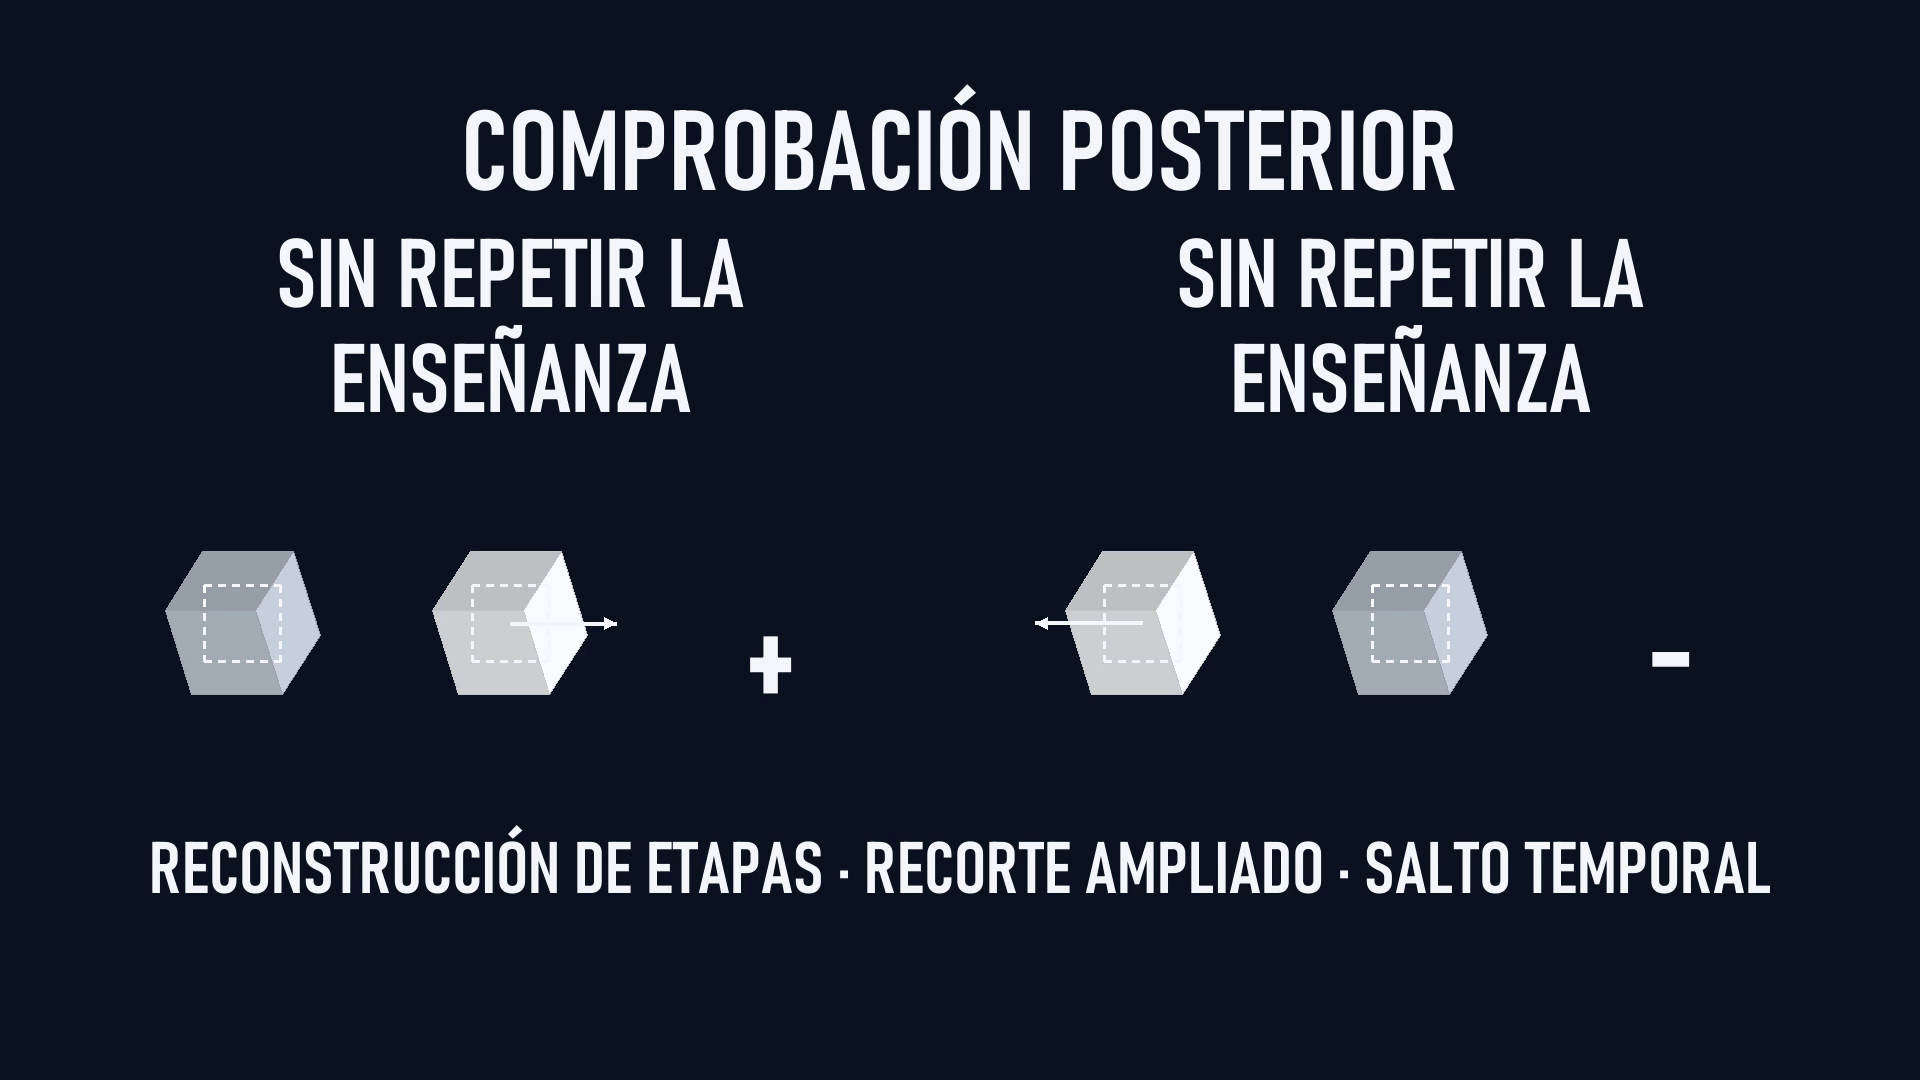 COMPROBACIÓN POSTERIOR
SIN REPETIR LA
ENSEÑANZA
SIN REPETIR LA
ENSEÑANZA
+
-
RECONSTRUCCIÓN DE ETAPAS · RECORTE AMPLIADO · SALTO TEMPORAL